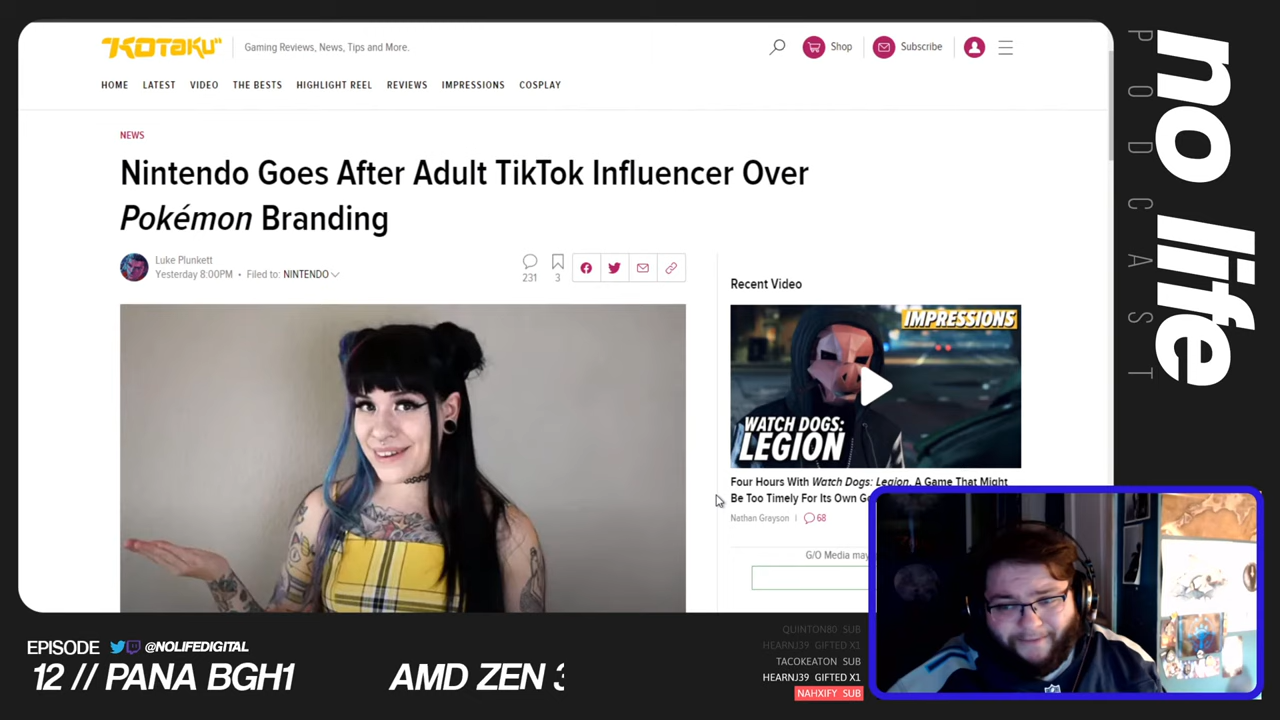 KOTAKU
Gaming Reviews, News, Tips and More.
Shop
Subscribe
HOME LATEST VIDEO THE BESTS HIGHLIGHT REEL REVIEWS IMPRESSIONS COSPLAY
NEWS
Nintendo Goes After Adult TikTok Influencer Over
Pokémon Branding
Luke Plunkett
Yesterday 8:00PM • Filed to: NINTENDO
231
3
Recent Video
IMPRESSIONS
WATCH DOGS:
LEGION
Four Hours With Watch Dogs: Legion, A Game That Might
Be Too Timely For Its Own
Nathan Grayson
68
G/O Media may
no life
PODCAST
EPISODE
@NOLIFEDIGITAL
12 // PANA BGH1
AMD ZEN 3
QUINTON80 SUB
HEARNJ39 GIFTED X1
TACOKEATON SUB
HEARNJ39 GIFTED X1
NAHXIFY SUB